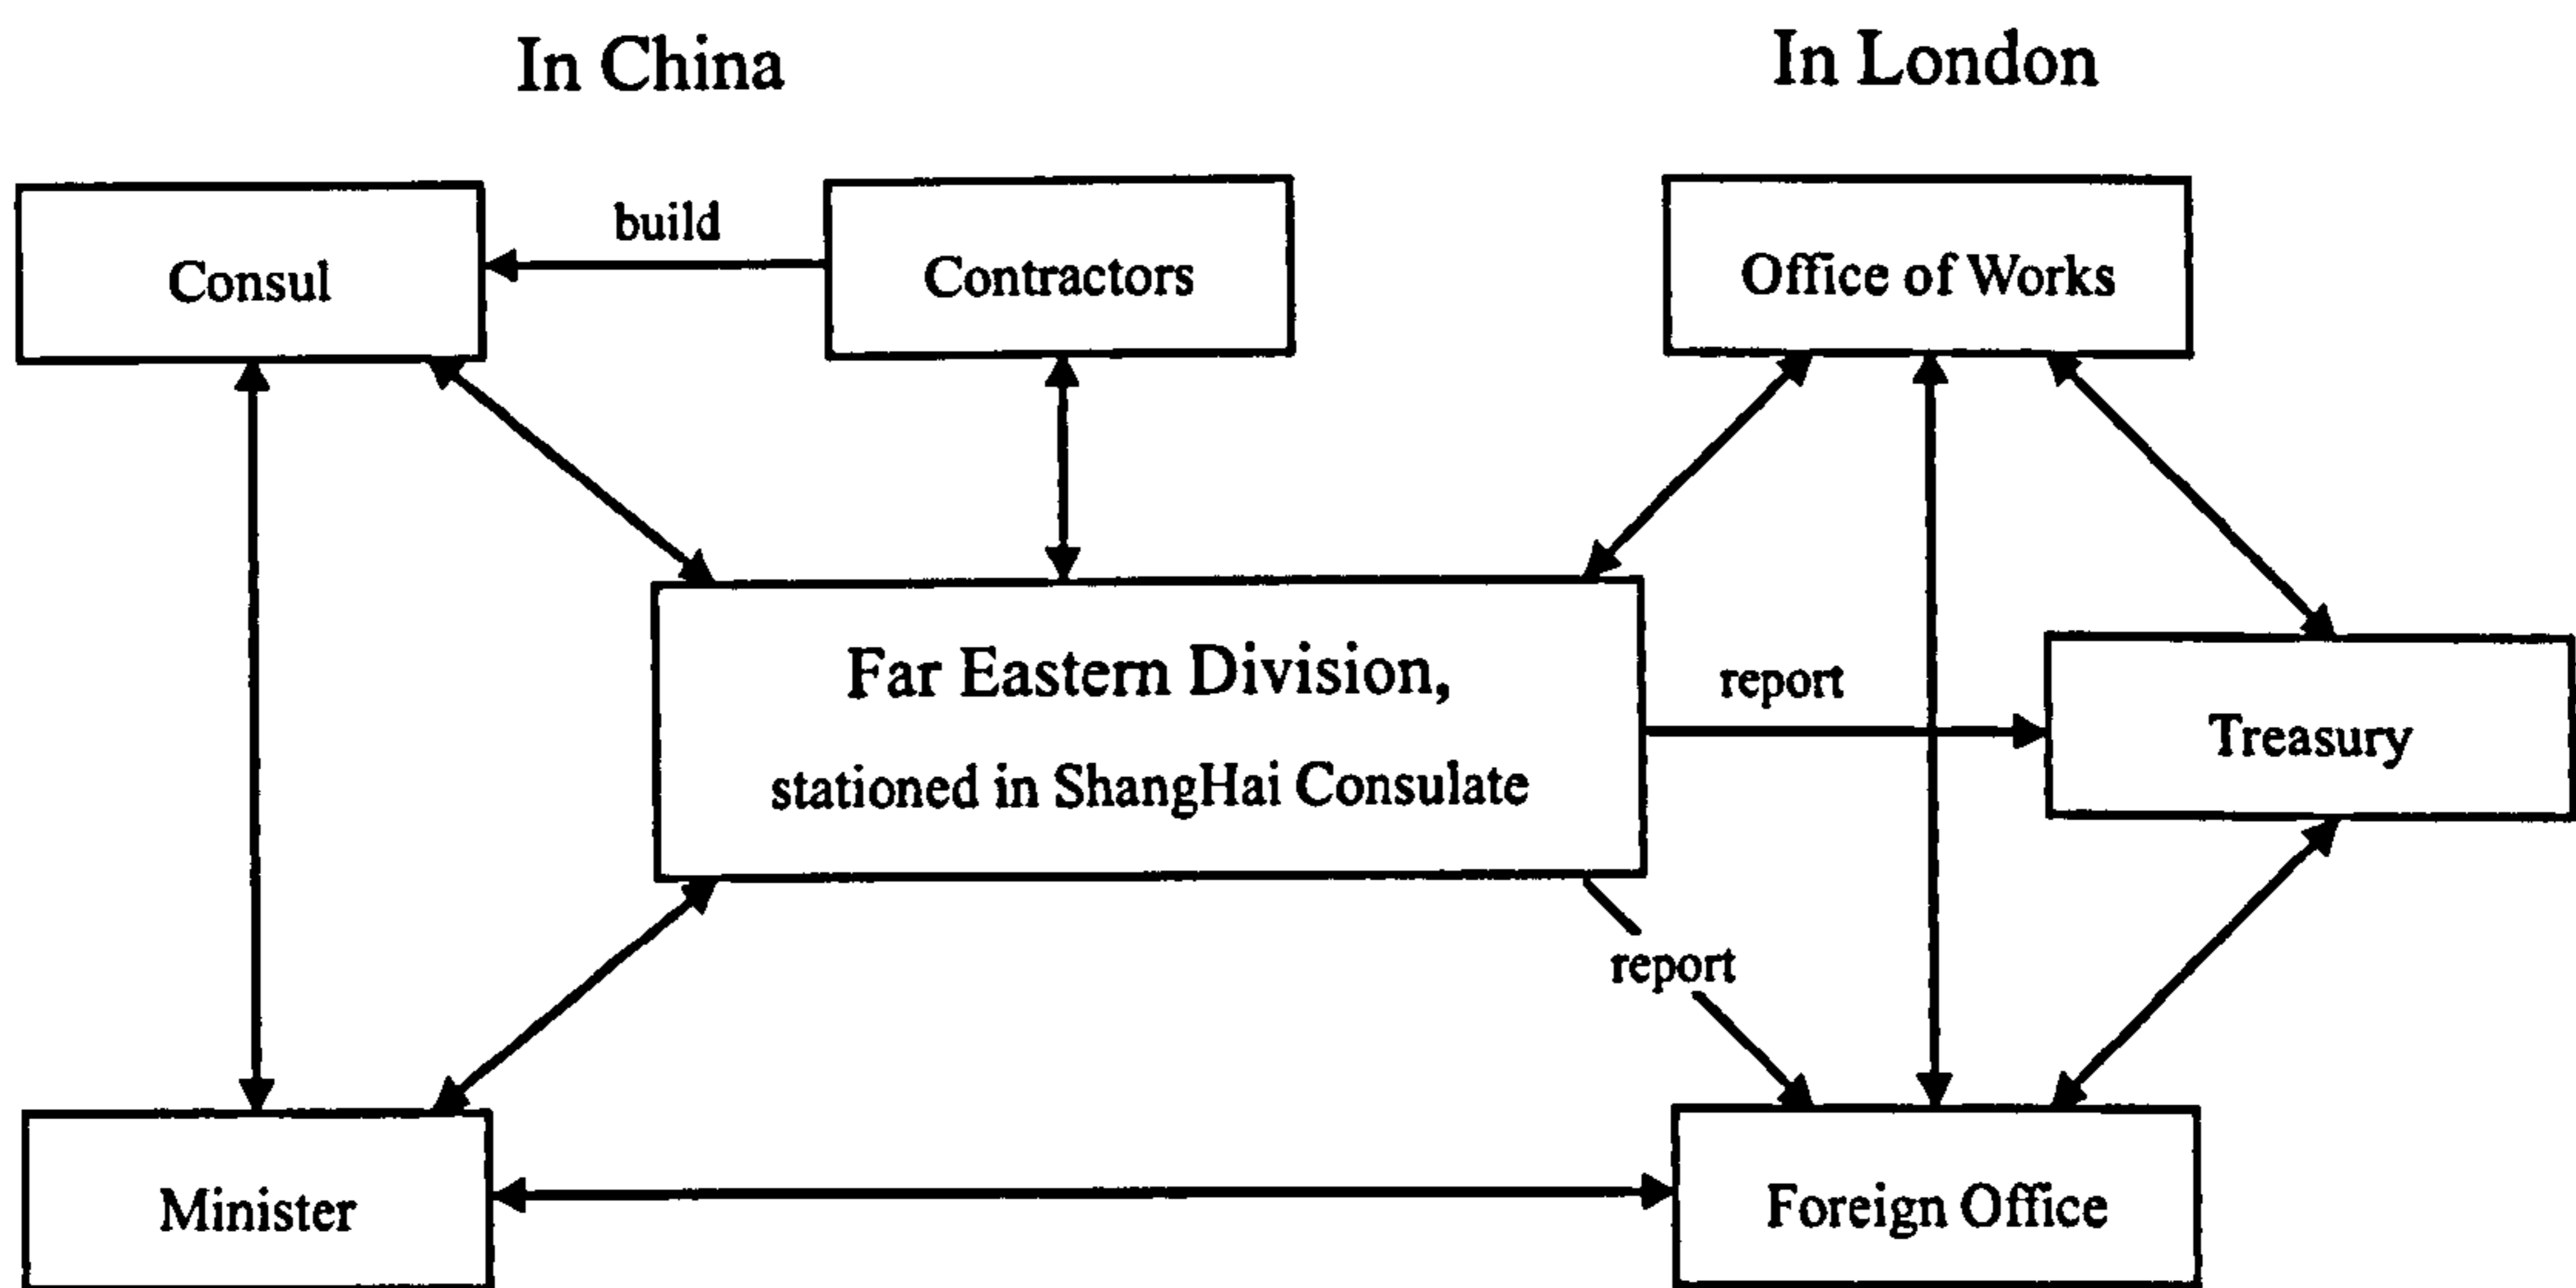 In China
In London
build
Consul
Contractors
Office of Works
Far Eastern Division,
stationed in ShangHai Consulate
report
Treasury
report
Minister
Foreign Office